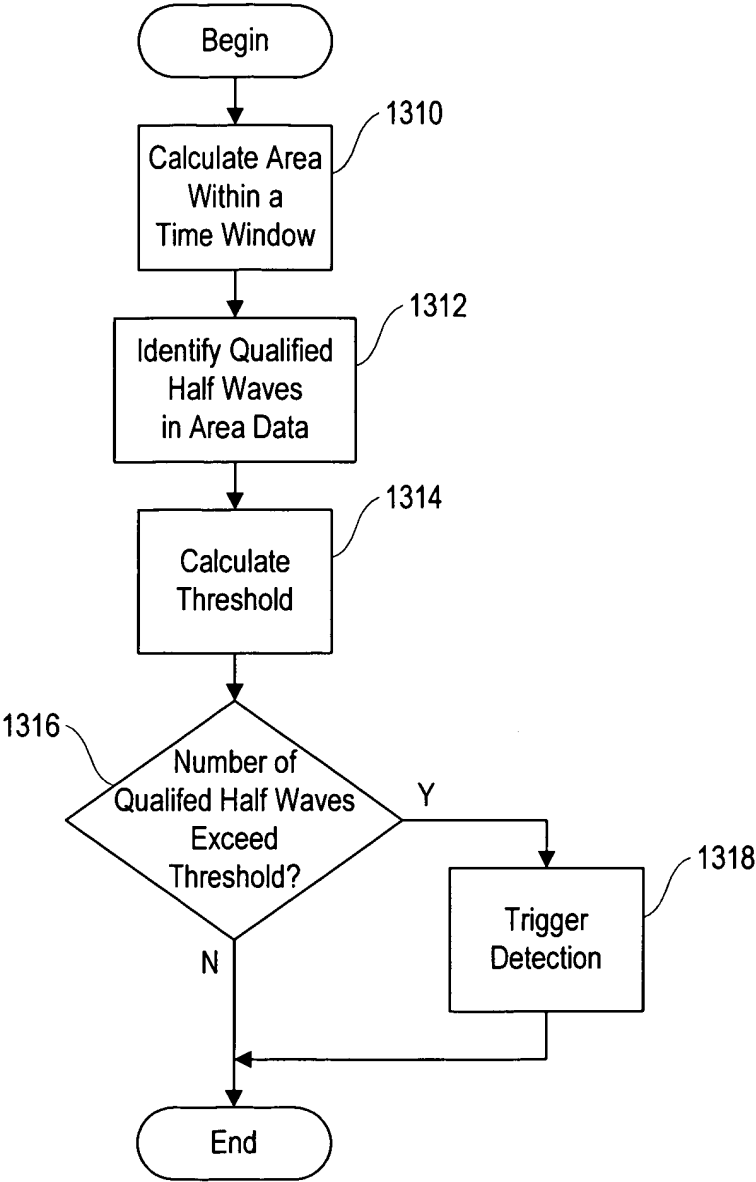 Begin
1310
Calculate Area
Within a
Time Window
1312
Identify Qualified
Half Waves
in Area Data
1314
Calculate
Threshold
1316
Number of
Qualifed Half Waves
Exceed
Threshold?
Y
N
1318
Trigger
Detection
End